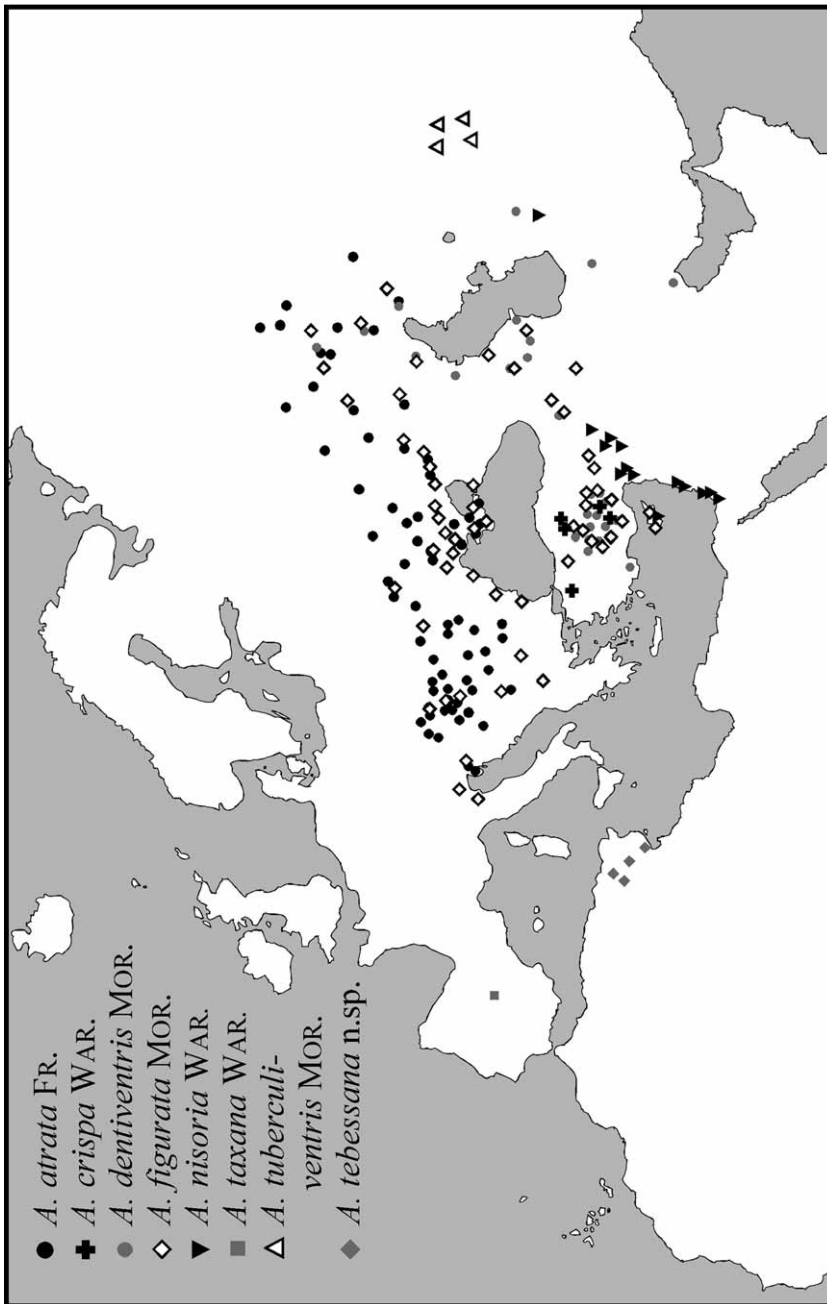 A. atrata FR.
A. crispa WAR.
A. dentiventris MOR.
A. figurata MOR.
A. nisoria WAR.
A. taxana WAR.
A. tuberculi-
ventris MOR.
A. tebessana n.sp.